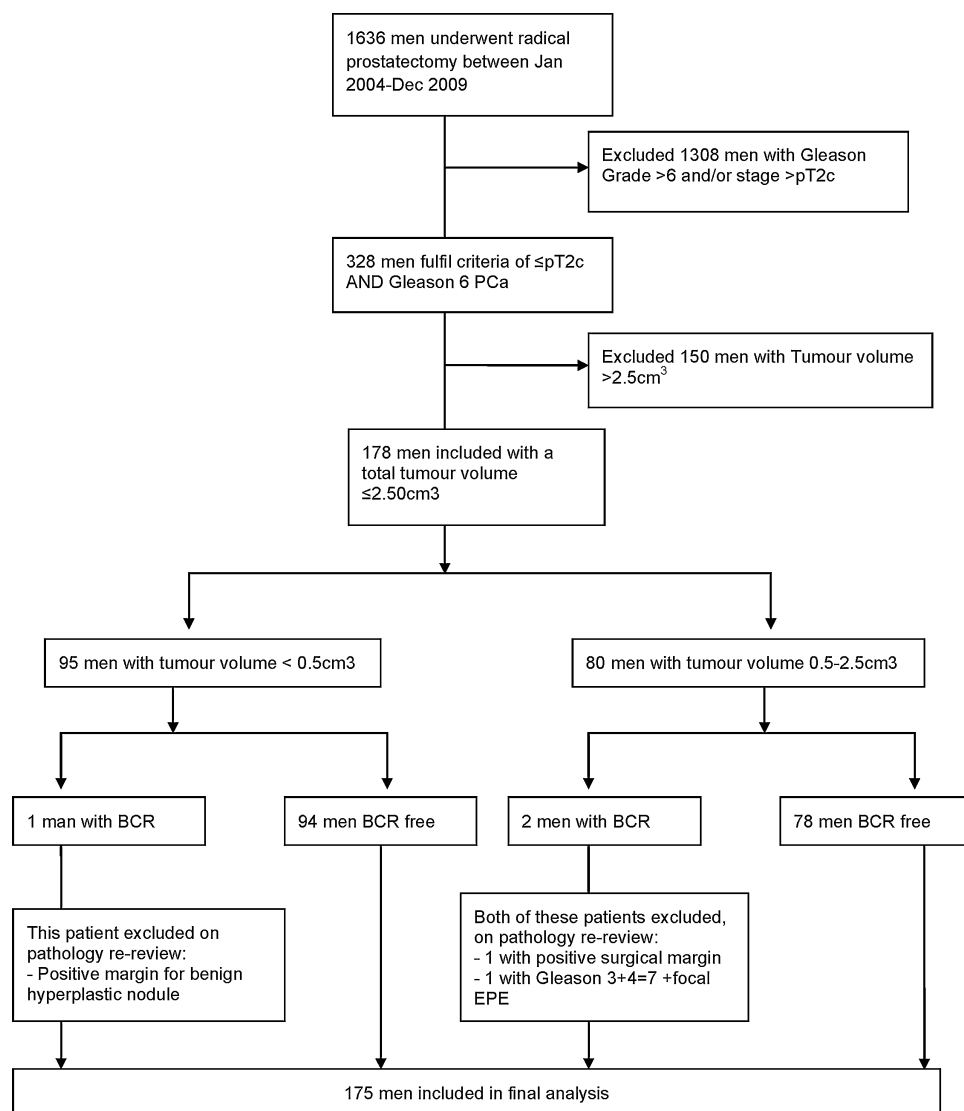 1636 men underwent radical
prostatectomy between Jan
2004-Dec 2009
Excluded 1308 men with Gleason
Grade >6 and/or stage >pT2c
328 men fulfil criteria of ≤pT2c
AND Gleason 6 PCa
Excluded 150 men with Tumour volume
>2.5cm³
178 men included with a
total tumour volume
≤2.50cm3
95 men with tumour volume < 0.5cm3
80 men with tumour volume 0.5-2.5cm3
1 man with BCR
94 men BCR free
2 men with BCR
78 men BCR free
This patient excluded on
pathology re-review:
- Positive margin for benign
hyperplastic nodule
Both of these patients excluded,
on pathology re-review:
- 1 with positive surgical margin
- 1 with Gleason 3+4=7 +focal
EPE
175 men included in final analysis